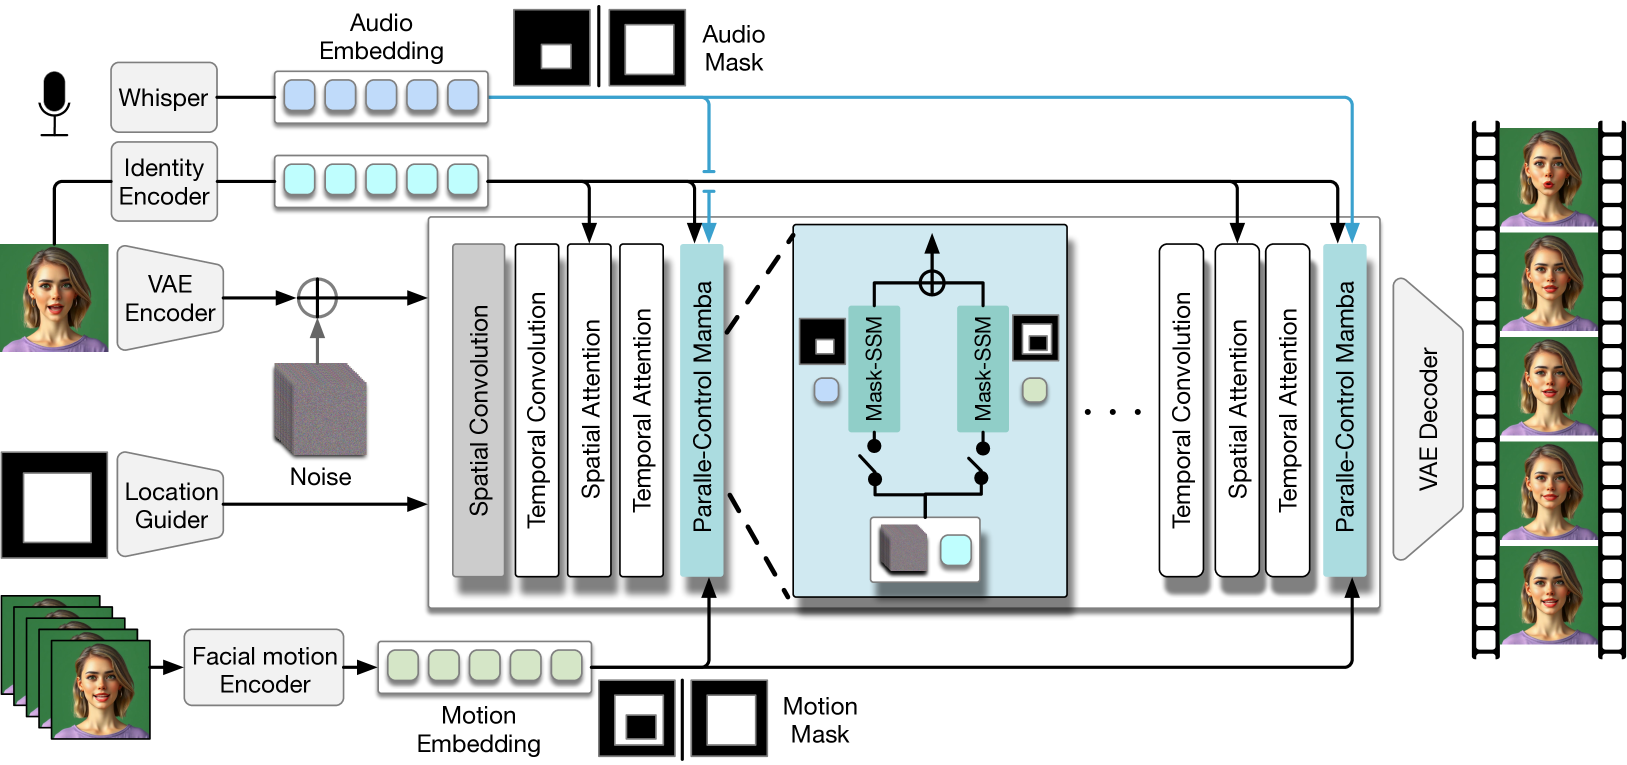 Audio
Embedding
Audio
Mask
Whisper
Identity
Encoder
VAE
Encoder
Noise
Location
Guider
Spatial Convolution
Temporal Convolution
Spatial Attention
Temporal Attention
Paralle-Control Mamba
Mask-SSM
Mask-SSM
Temporal Convolution
Spatial Attention
Temporal Attention
Paralle-Control Mamba
VAE Decoder
Facial motion
Encoder
Motion
Embedding
Motion
Mask